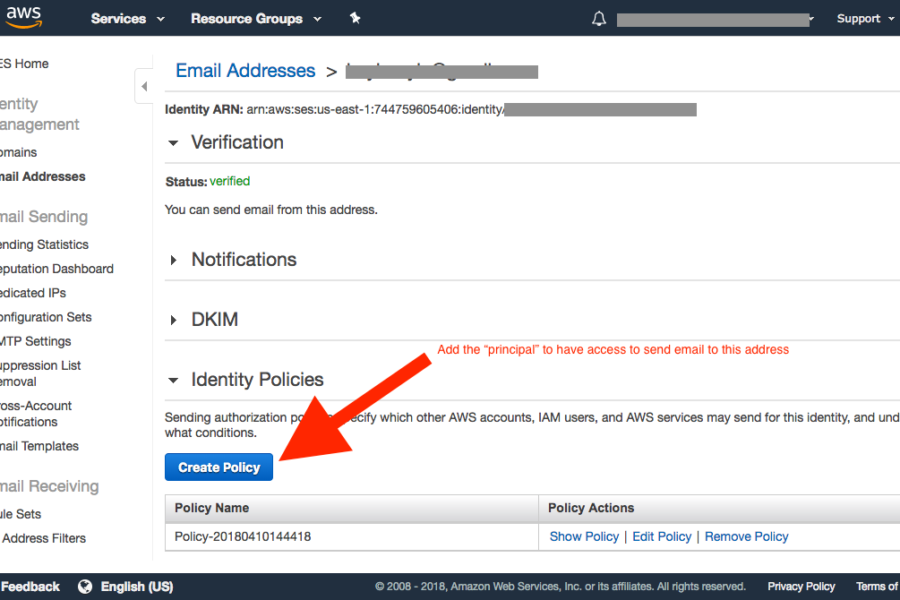 aws Services Resource Groups Support
ES Home
Email Addresses >
Identity ARN: arn:aws:ses:us-east-1:744759605406:identity/
entity
anagement
Verification
omains
mail Addresses
Status: verified
You can send email from this address.
mail Sending
ending Statistics
Notifications
eputation Dashboard
edicated IPs
onfiguration Sets
DKIM
MTP Settings
Add the "principal" to have access to send email to this address
uppression List
emoval
Identity Policies
ross-Account
otifications
Sending authorization specify which other AWS accounts, IAM users, and AWS services may send for this identity, and und
what conditions.
mail Templates
Create Policy
mail Receiving
Policy Name Policy Actions
ule Sets
Address Filters
Policy-20180410144418 Show Policy | Edit Policy | Remove Policy
Feedback English (US) © 2008 - 2018, Amazon Web Services, Inc. or its affiliates. All rights reserved. Privacy Policy Terms of